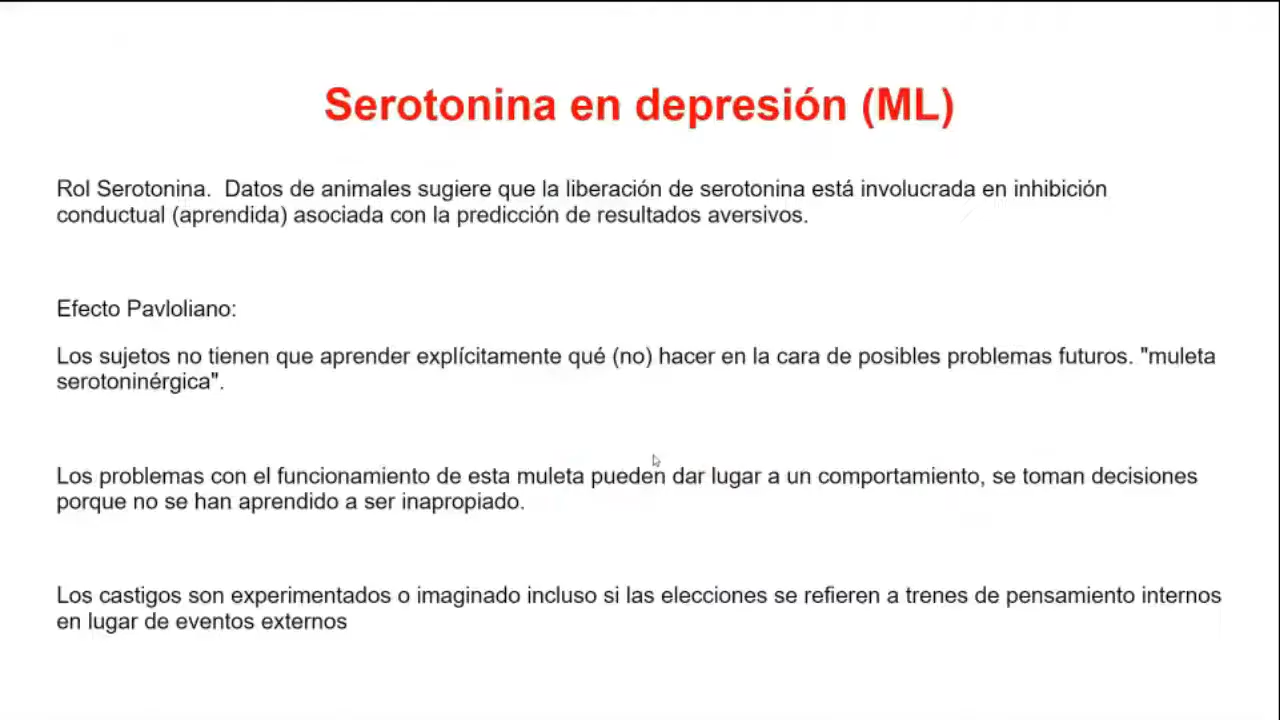 Serotonina en depresión (ML)
Rol Serotonina.  Datos de animales sugiere que la liberación de serotonina está involucrada en inhibición
conductual (aprendida) asociada con la predicción de resultados aversivos.
Efecto Pavloliano:
Los sujetos no tienen que aprender explícitamente qué (no) hacer en la cara de posibles problemas futuros. "muleta
serotoninérgica".
Los problemas con el funcionamiento de esta muleta pueden dar lugar a un comportamiento, se toman decisiones
porque no se han aprendido a ser inapropiado.
Los castigos son experimentados o imaginado incluso si las elecciones se refieren a trenes de pensamiento internos
en lugar de eventos externos